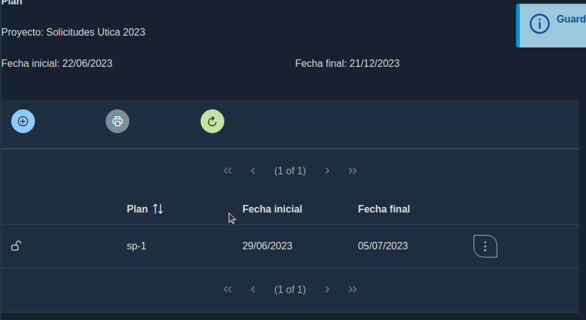 Plan
Guard
Proyecto: Solicitudes Utica 2023
Fecha inicial: 22/06/2023 Fecha final: 21/12/2023
(1 of 1)
Plan Fecha inicial Fecha final
sp-1 29/06/2023 05/07/2023
(1 of 1)